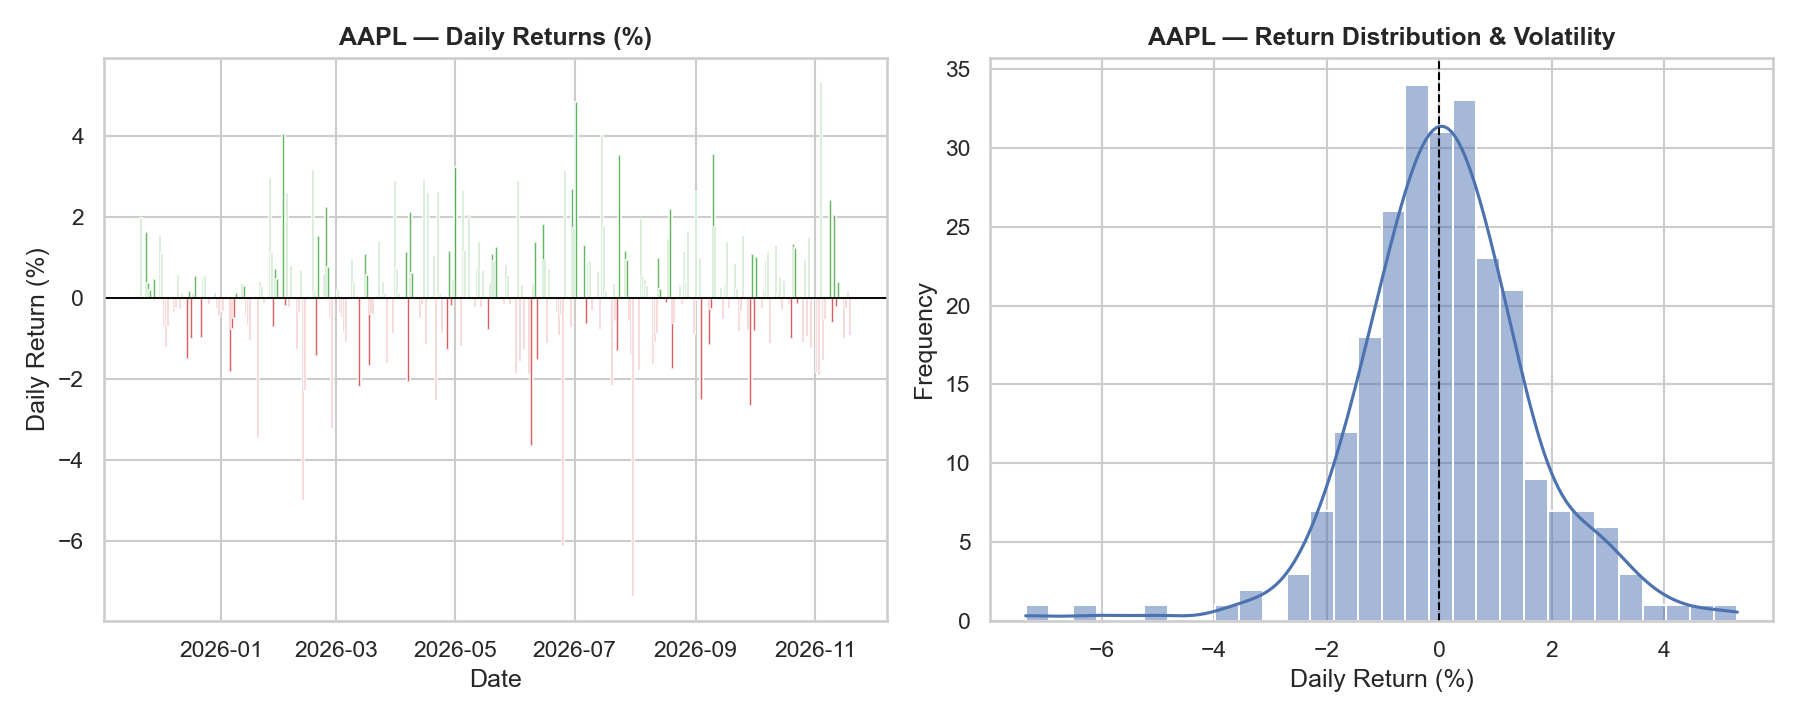 AAPL — Daily Returns (%)
Daily Return (%)
4
2
0
−2
−4
−6
2026-01 2026-03 2026-05 2026-07 2026-09 2026-11
Date
AAPL — Return Distribution & Volatility
Frequency
35
30
25
20
15
10
5
0
−6 −4 −2 0 2 4
Daily Return (%)